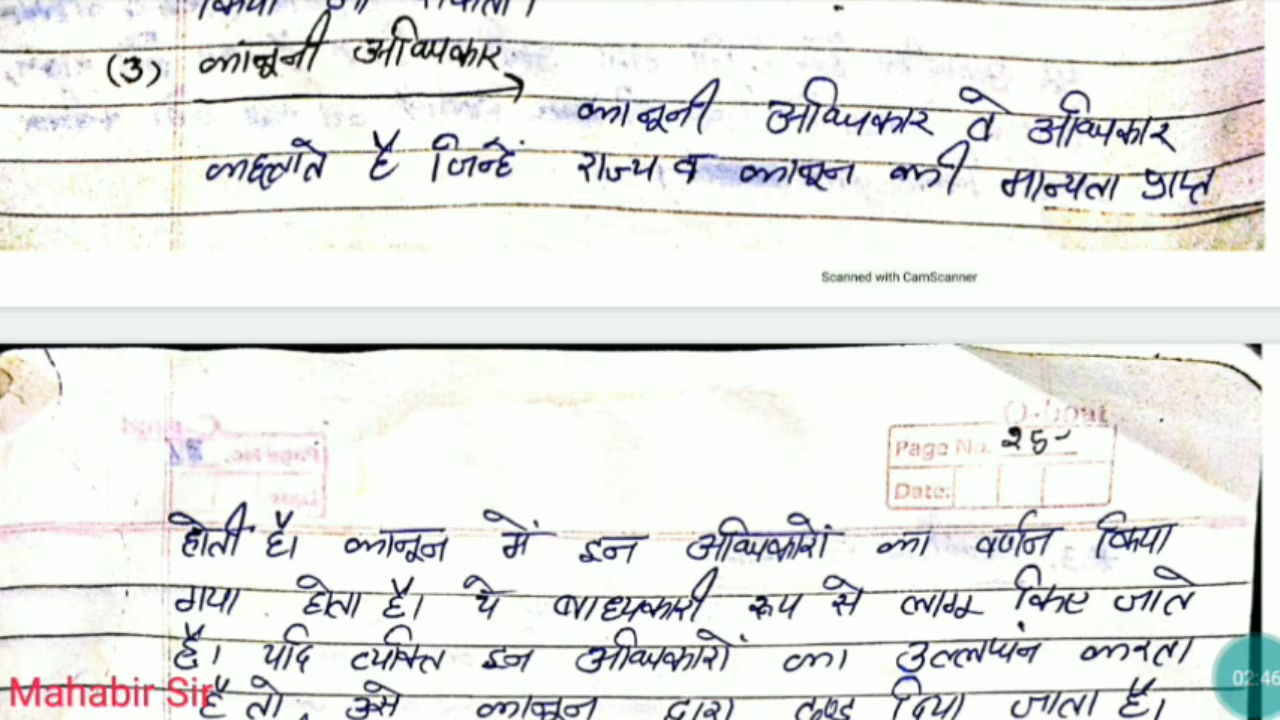 (3) कानूनी अधिकार
कानूनी अधिकार वे अधिकार
कहलाते है जिन्हें राज्य व कानून की मान्यता प्राप्त
Scanned with CamScanner
Page No. 25
Date:
होती है। कानून में इन अधिकारों का वर्णन किया
गया होता है। ये बाध्यकारी रूप से लागू किए जाते
है। यदि व्यक्ति इन अधिकारों का उल्लघंन करता
है तो उसे कानून द्वारा दण्ड दिया जाता है।
Mahabir Sir
02:46